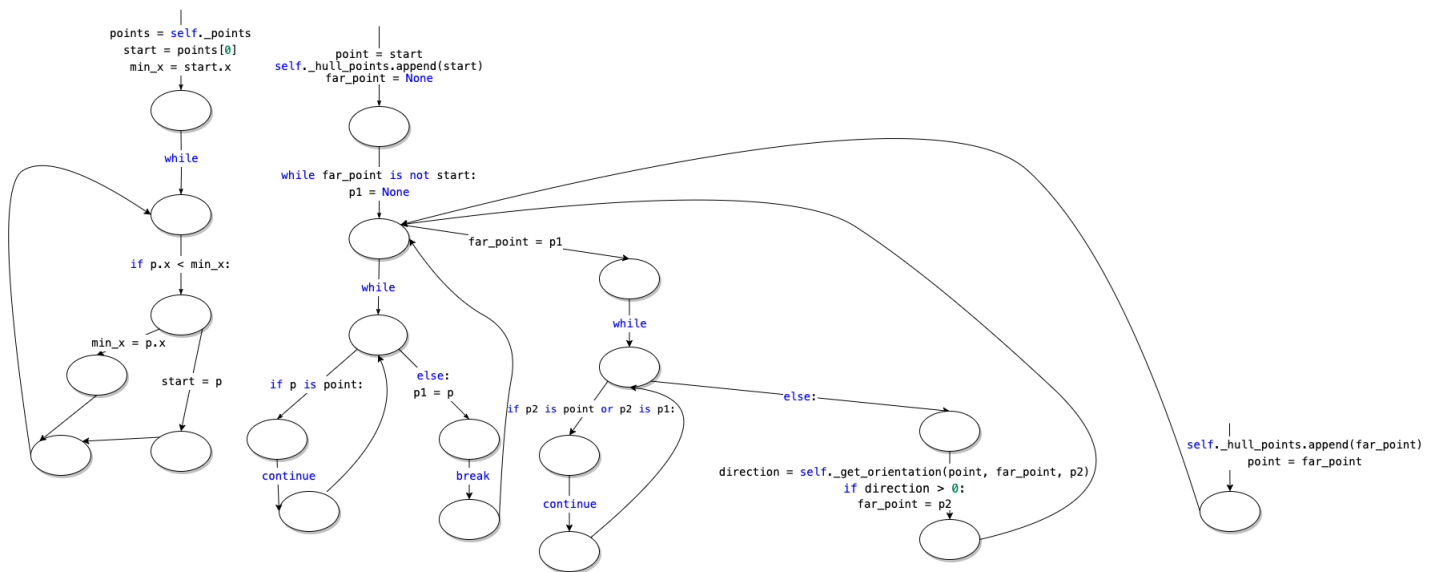 points = self._points
start = points[0]
min_x = start.x
while
if p.x < min_x:
min_x = p.x
start = p
point = start
self._hull_points.append(start)
far_point = None
while far_point is not start:
p1 = None
while
if p is point:
continue
else:
p1 = p
break
far_point = p1
while
if p2 is point or p2 is p1:
continue
else:
direction = self._get_orientation(point, far_point, p2)
if direction > 0:
far_point = p2
self._hull_points.append(far_point)
point = far_point